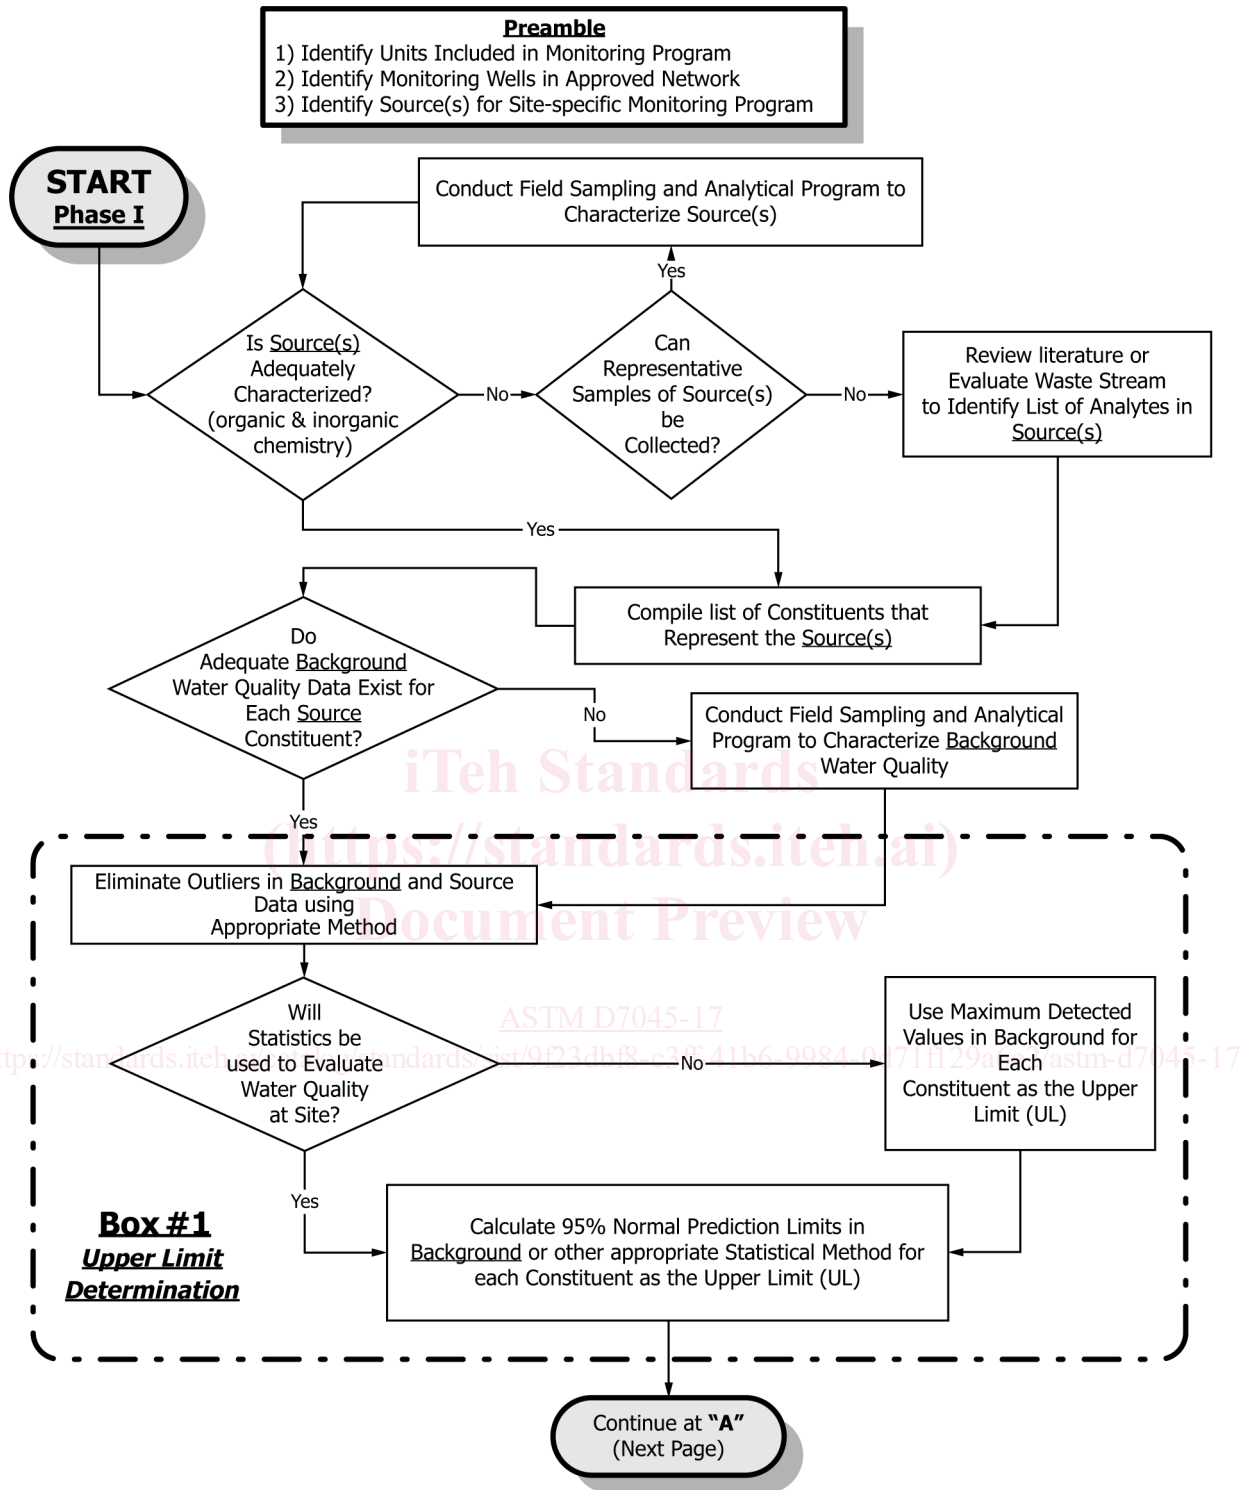 Preamble
1) Identify Units Included in Monitoring Program
2) Identify Monitoring Wells in Approved Network
3) Identify Source(s) for Site-specific Monitoring Program
START
Phase I
Conduct Field Sampling and Analytical Program to
Characterize Source(s)
Yes
Is Source(s)
Adequately
Characterized?
(organic & inorganic
chemistry)
No
Can
Representative
Samples of Source(s)
be
Collected?
No
Review literature or
Evaluate Waste Stream
to Identify List of Analytes in
Source(s)
Yes
Compile list of Constituents that
Represent the Source(s)
Do
Adequate Background
Water Quality Data Exist for
Each Source
Constituent?
No
Conduct Field Sampling and Analytical
Program to Characterize Background
Water Quality
iTeh Standards
Yes
(https://standards.iteh.ai)
Eliminate Outliers in Background and Source
Data using
Appropriate Method
Document Preview
Will
Statistics be
used to Evaluate
Water Quality
at Site?
ASTM D7045-17
No
Use Maximum Detected
Values in Background for
Each
Constituent as the Upper
Limit (UL)
Yes
Box #1
Upper Limit
Determination
Calculate 95% Normal Prediction Limits in
Background or other appropriate Statistical Method for
each Constituent as the Upper Limit (UL)
Continue at “A”
(Next Page)